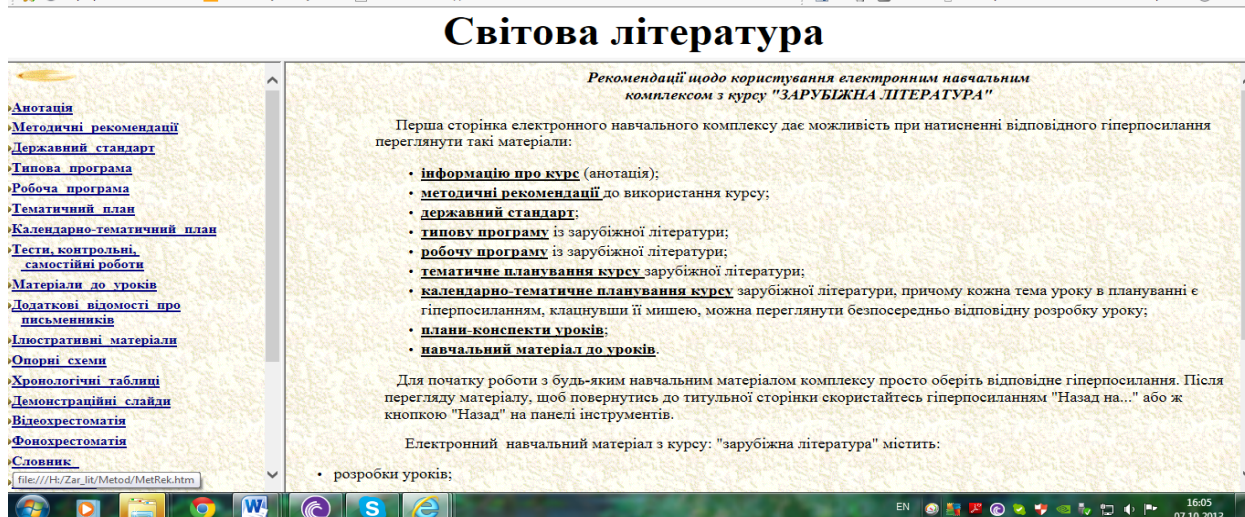 Світова література
Анотація
Методичні рекомендації
Державний стандарт
Типова програма
Робоча програма
Тематичний план
Календарно-тематичний план
Тести, контрольні,
самостійні роботи
Матеріали до уроків
Додаткові відомості про
письменників
Ілюстративні матеріали
Опорні схеми
Хронологічні таблиці
Демонстраційні слайди
Відеохрестоматія
Фонохрестоматія
Словник
file:///H:/Zar_lit/Metod/MetRek.htm
Рекомендації щодо користування електронним навчальним
комплексом з курсу "ЗАРУБІЖНА ЛІТЕРАТУРА"
Перша сторінка електронного навчального комплексу дає можливість при натисненні відповідного гіперпосилання
переглянути такі матеріали:
• інформацію про курс (анотація);
• методичні рекомендації до використання курсу;
• державний стандарт;
• типову програму із зарубіжної літератури;
• робочу програму із зарубіжної літератури;
• тематичне планування курсу зарубіжної літератури;
• календарно-тематичне планування курсу зарубіжної літератури, причому кожна тема уроку в плануванні є
гіперпосиланням, клацнувши її мишею, можна переглянути безпосередньо відповідну розробку уроку;
• плани-конспекти уроків;
• навчальний матеріал до уроків.
Для початку роботи з будь-яким навчальним матеріалом комплексу просто оберіть відповідне гіперпосилання. Після
перегляду матеріалу, щоб повернутись до титульної сторінки скористайтесь гіперпосиланням "Назад на..." або ж
кнопкою "Назад" на панелі інструментів.
Електронний навчальний матеріал з курсу: "зарубіжна література" містить:
• розробки уроків;
EN
16:05
07.10.2013